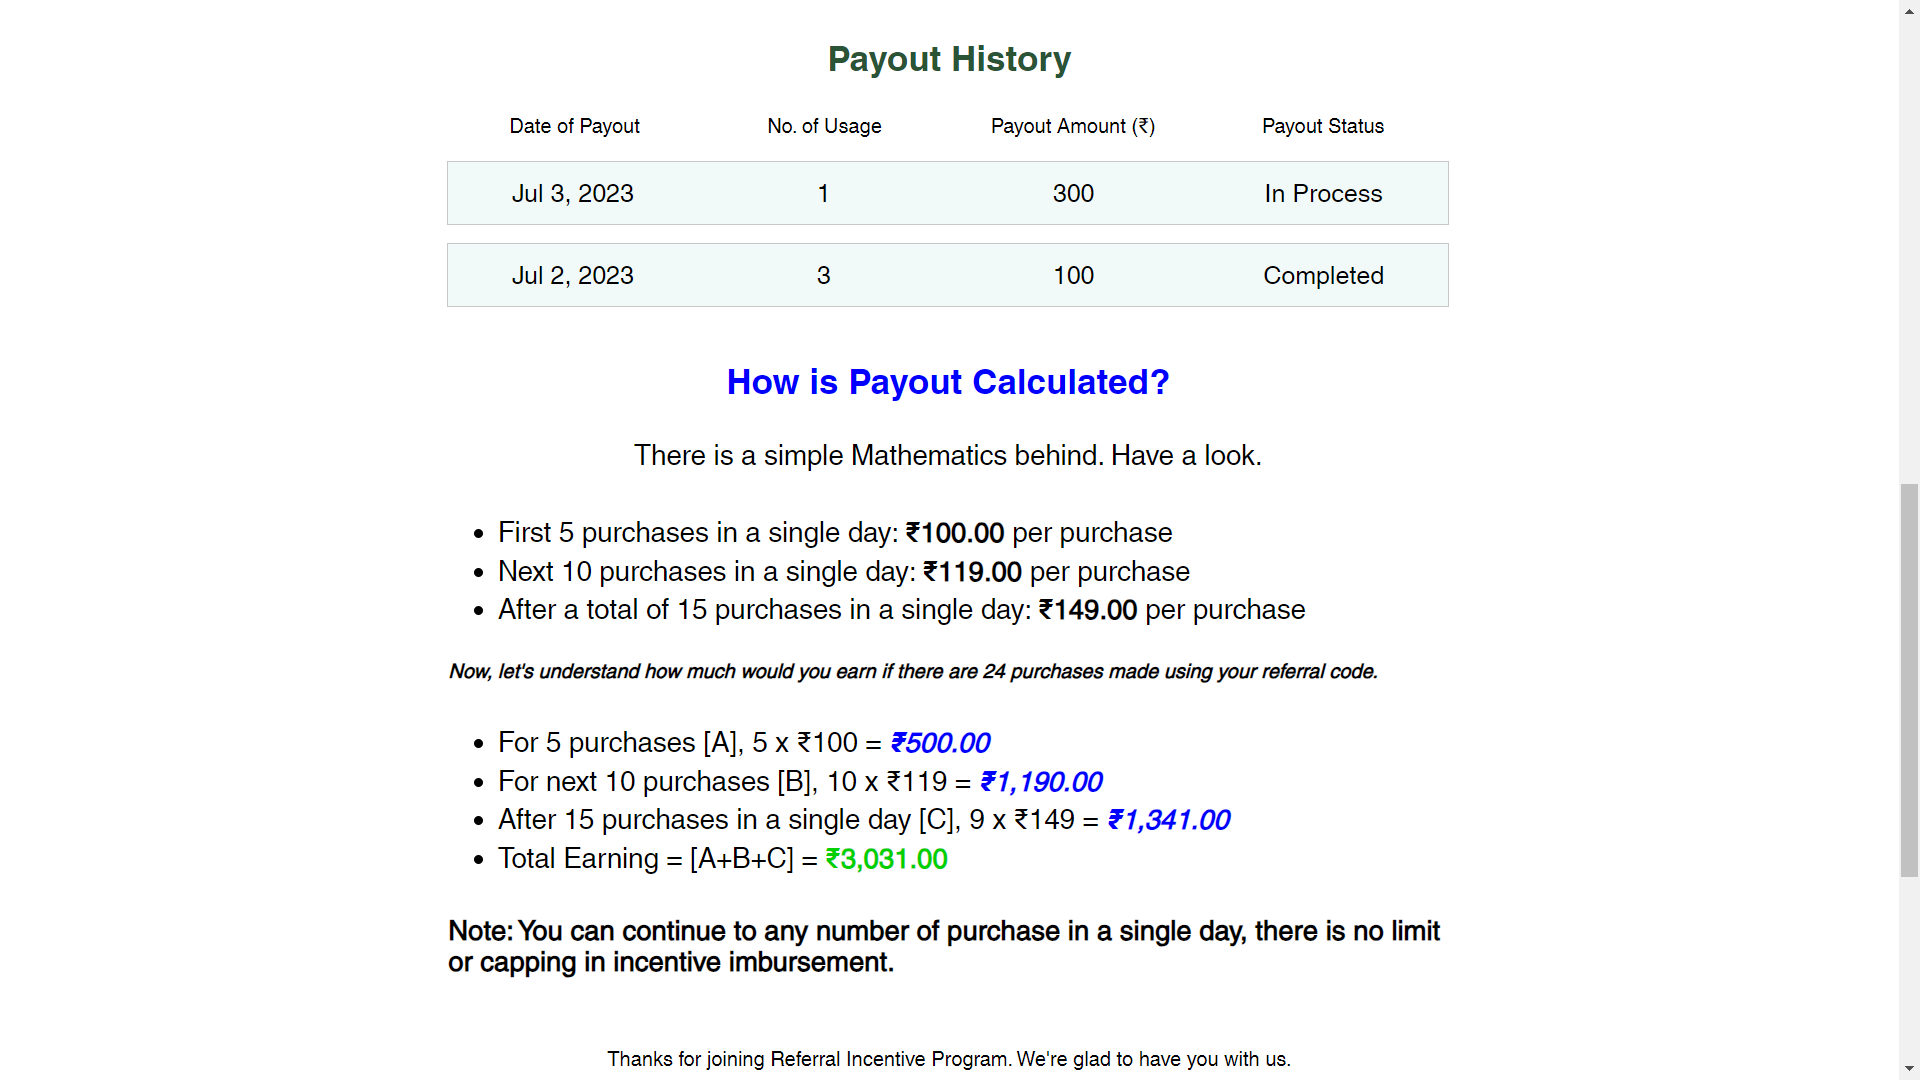 Payout History
Date of Payout No. of Usage Payout Amount (₹) Payout Status
Jul 3, 2023 1 300 In Process
Jul 2, 2023 3 100 Completed
How is Payout Calculated?
There is a simple Mathematics behind. Have a look.
• First 5 purchases in a single day: ₹100.00 per purchase
• Next 10 purchases in a single day: ₹119.00 per purchase
• After a total of 15 purchases in a single day: ₹149.00 per purchase
Now, let's understand how much would you earn if there are 24 purchases made using your referral code.
• For 5 purchases [A], 5 x ₹100 = ₹500.00
• For next 10 purchases [B], 10 x ₹119 = ₹1,190.00
• After 15 purchases in a single day [C], 9 x ₹149 = ₹1,341.00
• Total Earning = [A+B+C] = ₹3,031.00
Note: You can continue to any number of purchase in a single day, there is no limit
or capping in incentive imbursement.
Thanks for joining Referral Incentive Program. We're glad to have you with us.